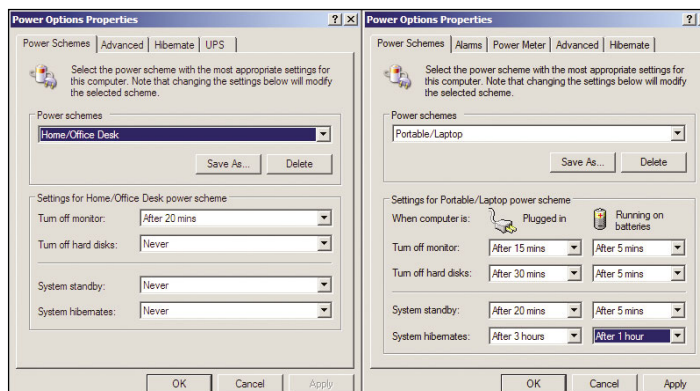 Power Options Properties
Power Schemes Advanced Hibernate UPS
Select the power scheme with the most appropriate settings for
this computer. Note that changing the settings below will modify
the selected scheme.
Power schemes
Home/Office Desk
Save As... Delete
Settings for Home/Office Desk power scheme
Turn off monitor: After 20 mins
Turn off hard disks: Never
System standby: Never
System hibernates: Never
OK Cancel Apply
Power Options Properties
Power Schemes Alarms Power Meter Advanced Hibernate
Select the power scheme with the most appropriate settings for
this computer. Note that changing the settings below will modify
the selected scheme.
Power schemes
Portable/Laptop
Save As... Delete
Settings for Portable/Laptop power scheme
When computer is: Plugged in Running on
batteries
Turn off monitor: After 15 mins After 5 mins
Turn off hard disks: After 30 mins After 5 mins
System standby: After 20 mins After 5 mins
System hibernates: After 3 hours After 1 hour
OK Cancel Apply